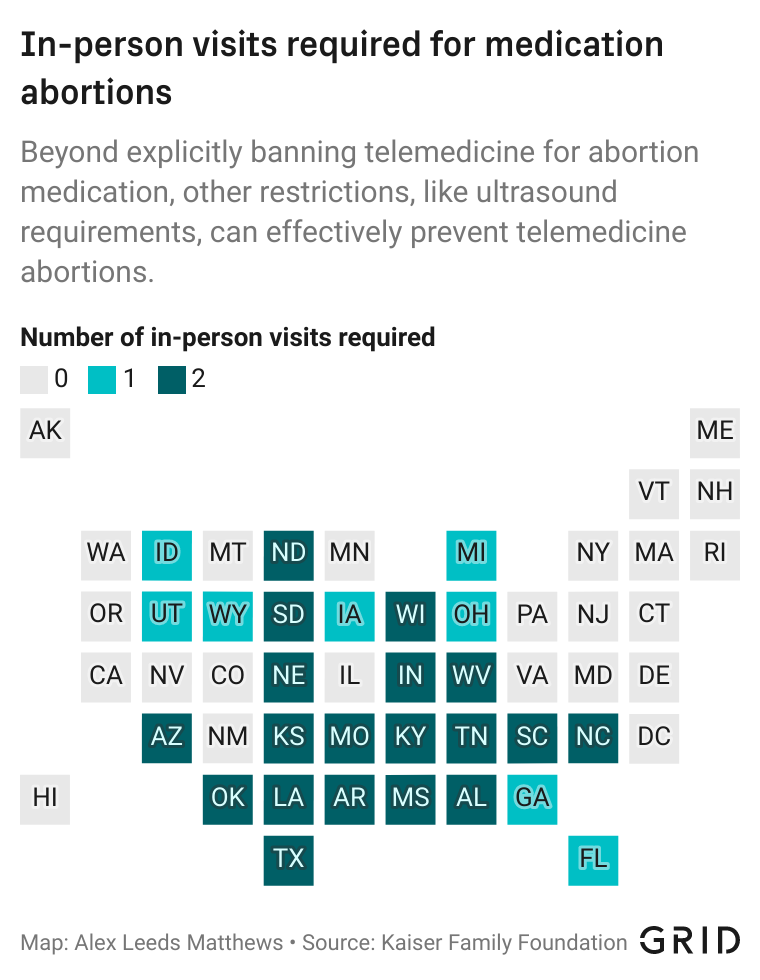 In-person visits required for medication
abortions
Beyond explicitly banning telemedicine for abortion
medication, other restrictions, like ultrasound
requirements, can effectively prevent telemedicine
abortions.
Number of in-person visits required
0 1 2
AK ME
VT NH
WA ID MT ND MN MI NY MA RI
OR UT WY SD IA WI OH PA NJ CT
CA NV CO NE IL IN WV VA MD DE
AZ NM KS MO KY TN SC NC DC
HI OK LA AR MS AL GA
TX FL
Map: Alex Leeds Matthews • Source: Kaiser Family Foundation GRID